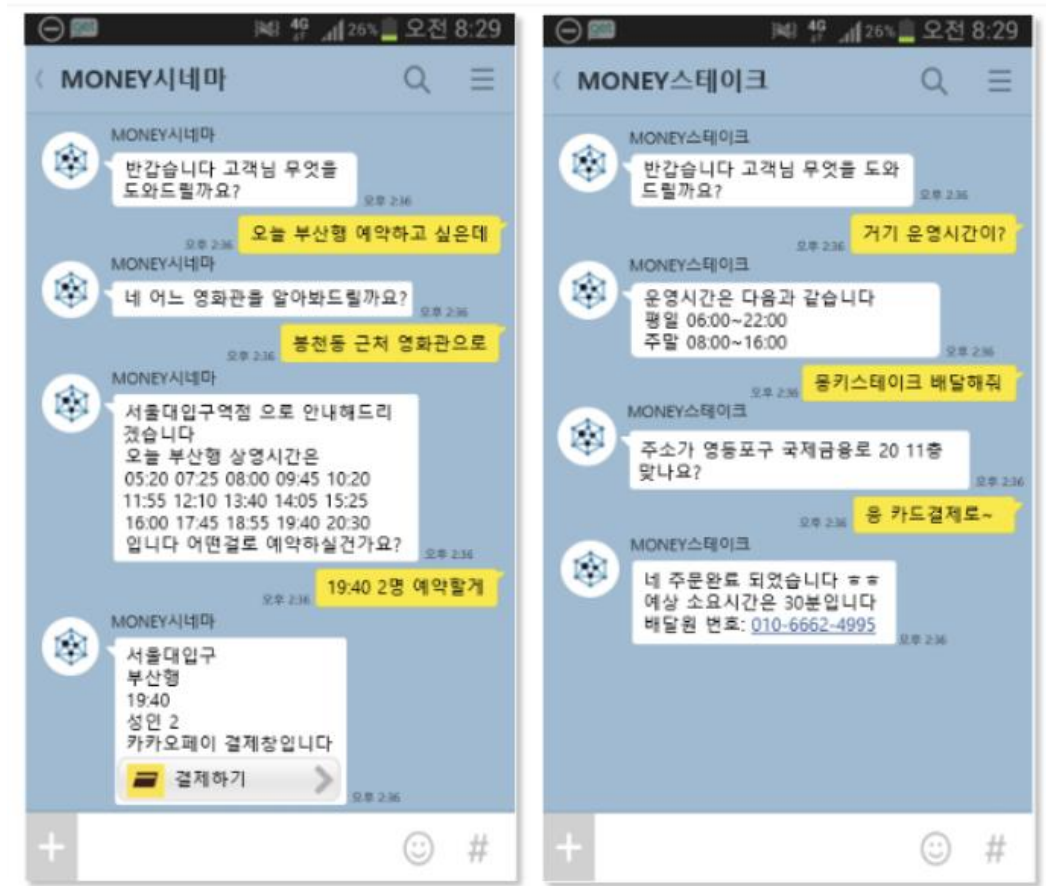 4G
26%
오전 8:29
MONEY시네마
MONEY시네마
반갑습니다 고객님 무엇을
도와드릴까요?
오후 2:36
오늘 부산행 예약하고 싶은데
오후 2:36
MONEY시네마
네 어느 영화관을 알아봐드릴까요?
오후 2:36
봉천동 근처 영화관으로
오후 2:36
MONEY시네마
서울대입구역점 으로 안내해드리
겠습니다
오늘 부산행 상영시간은
05:20 07:25 08:00 09:45 10:20
11:55 12:10 13:40 14:05 15:25
16:00 17:45 18:55 19:40 20:30
입니다 어떤걸로 예약하실건가요?
오후 2:36
19:40 2명 예약할게
오후 2:36
MONEY시네마
서울대입구
부산행
19:40
성인 2
카카오페이 결제창입니다
결제하기
오후 2:36
#
4G
26%
오전 8:29
MONEY스테이크
MONEY스테이크
반갑습니다 고객님 무엇을 도와
드릴까요?
오후 2:36
거기 운영시간이?
오후 2:36
MONEY스테이크
운영시간은 다음과 같습니다
평일 06:00~22:00
주말 08:00~16:00
오후 2:36
몽키스테이크 배달해줘
오후 2:36
MONEY스테이크
주소가 영등포구 국제금융로 20 11층
맞나요?
오후 2:36
응 카드결제로~
오후 2:36
MONEY스테이크
네 주문완료 되었습니다 ㅎㅎ
예상 소요시간은 30분입니다
배달원 번호: 010-6662-4995
오후 2:36
#